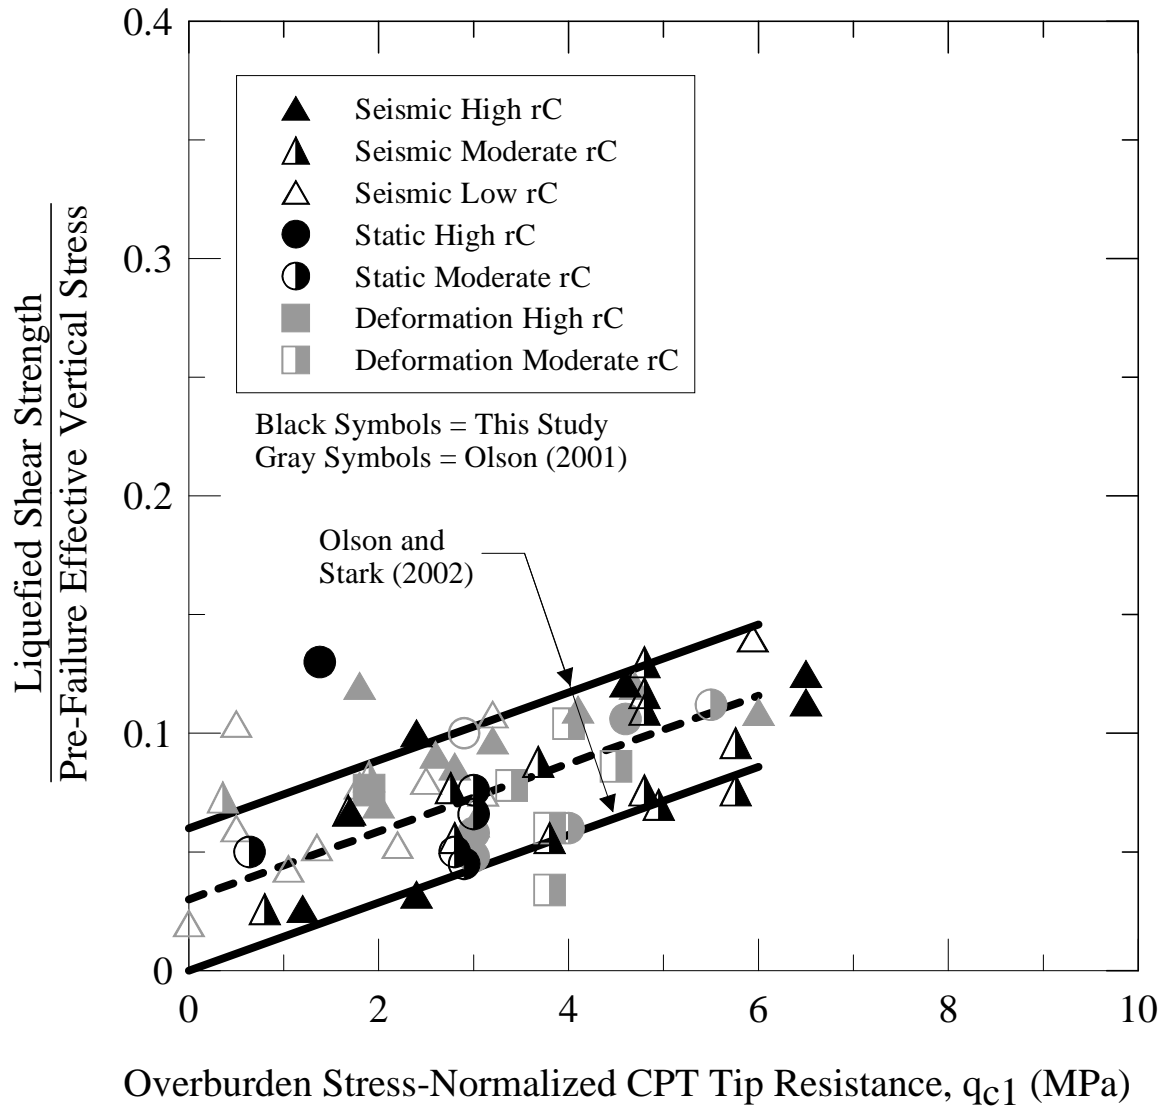 0.4
0.3
0.2
0.1
0
Liquefied Shear Strength
Pre-Failure Effective Vertical Stress
Seismic High rC
Seismic Moderate rC
Seismic Low rC
Static High rC
Static Moderate rC
Deformation High rC
Deformation Moderate rC
Black Symbols = This Study
Gray Symbols = Olson (2001)
Olson and
Stark (2002)
0 2 4 6 8 10
Overburden Stress-Normalized CPT Tip Resistance, qc1 (MPa)